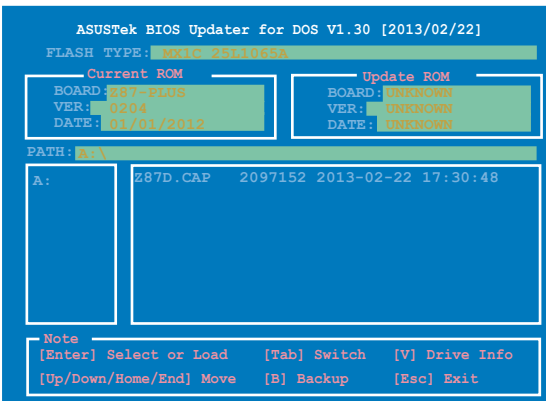 ASUSTek BIOS Updater for DOS V1.30 [2013/02/22]
FLASH TYPE: MX1C 25L1065A
Current ROM
BOARD: Z87-PLUS
VER: 0204
DATE: 01/01/2012
Update ROM
BOARD: UNKNOWN
VER: UNKNOWN
DATE: UNKNOWN
PATH: A:\
A:
Z87D.CAP 2097152 2013-02-22 17:30:48
Note
[Enter] Select or Load [Tab] Switch [V] Drive Info
[Up/Down/Home/End] Move [B] Backup [Esc] Exit